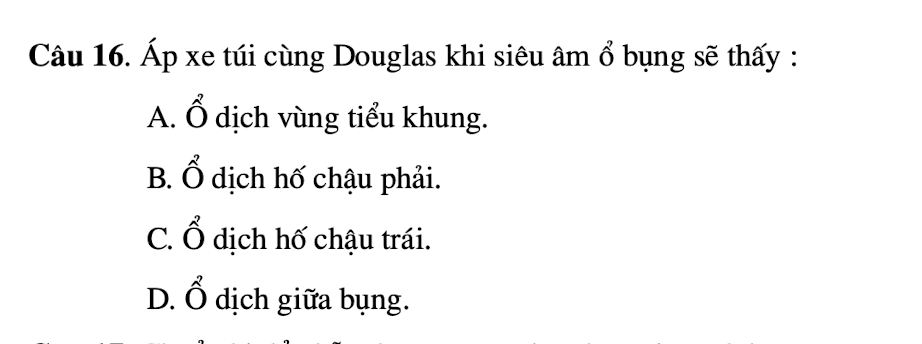 Câu 16. Áp xe túi cùng Douglas khi siêu âm ổ bụng sẽ thấy :
A. Ổ dịch vùng tiểu khung.
B. Ổ dịch hố chậu phải.
C. Ổ dịch hố chậu trái.
D. Ổ dịch giữa bụng.